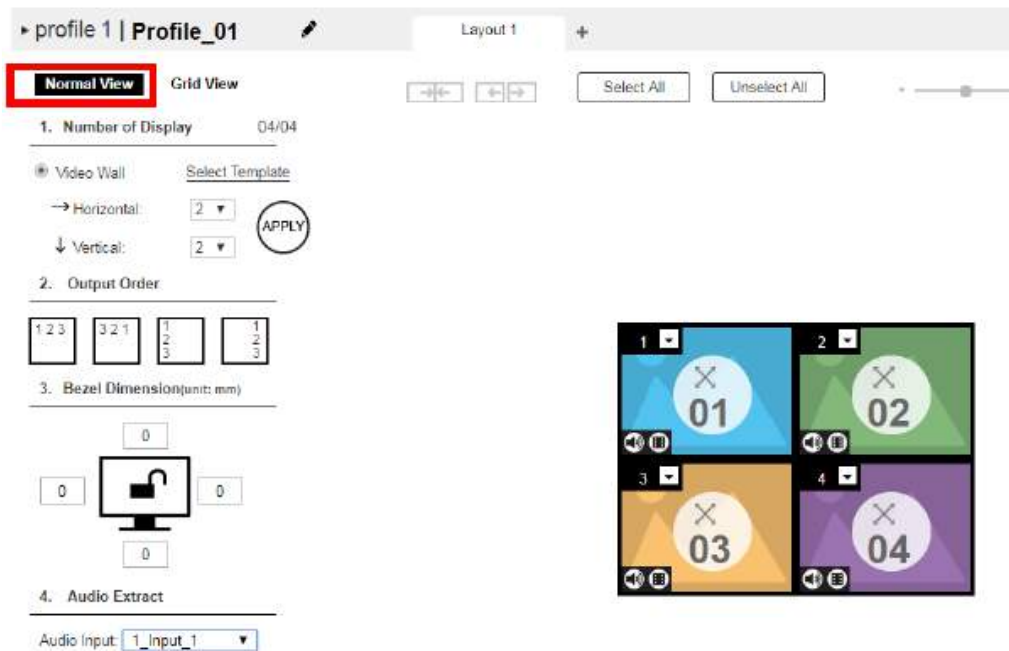 profile 1 | Profile_01
Layout 1 +
Normal View Grid View
Select All Unselect All
1. Number of Display 04/04
Video Wall Select Template
Horizontal: 2
APPLY
Vertical: 2
2. Output Order
1 2 3 3 2 1 1 2 3 1 2 3
3. Bezel Dimension(unit: mm)
0
0 0
0
4. Audio Extract
Audio Input: 1_Input_1
1 2
01 02
3 4
03 04